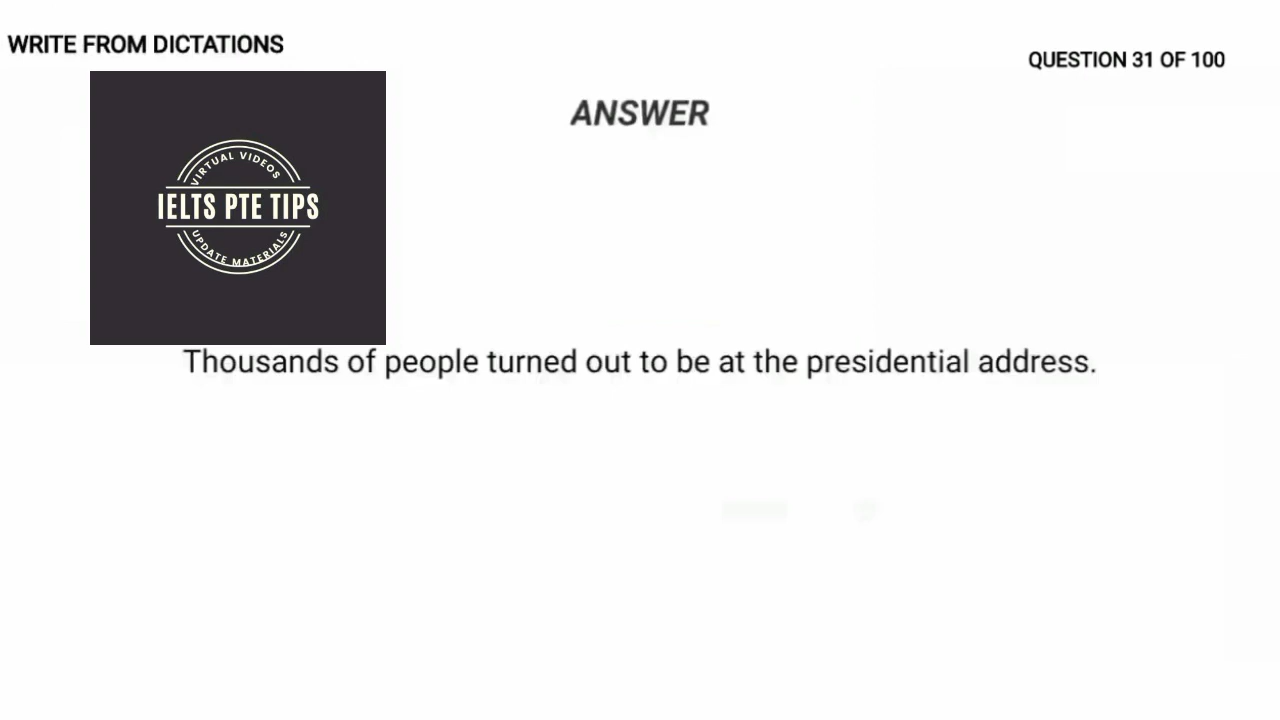 WRITE FROM DICTATIONS
QUESTION 31 OF 100
ANSWER
VIRTUAL VIDEOS
IELTS PTE TIPS
UPDATE MATERIALS
Thousands of people turned out to be at the presidential address.